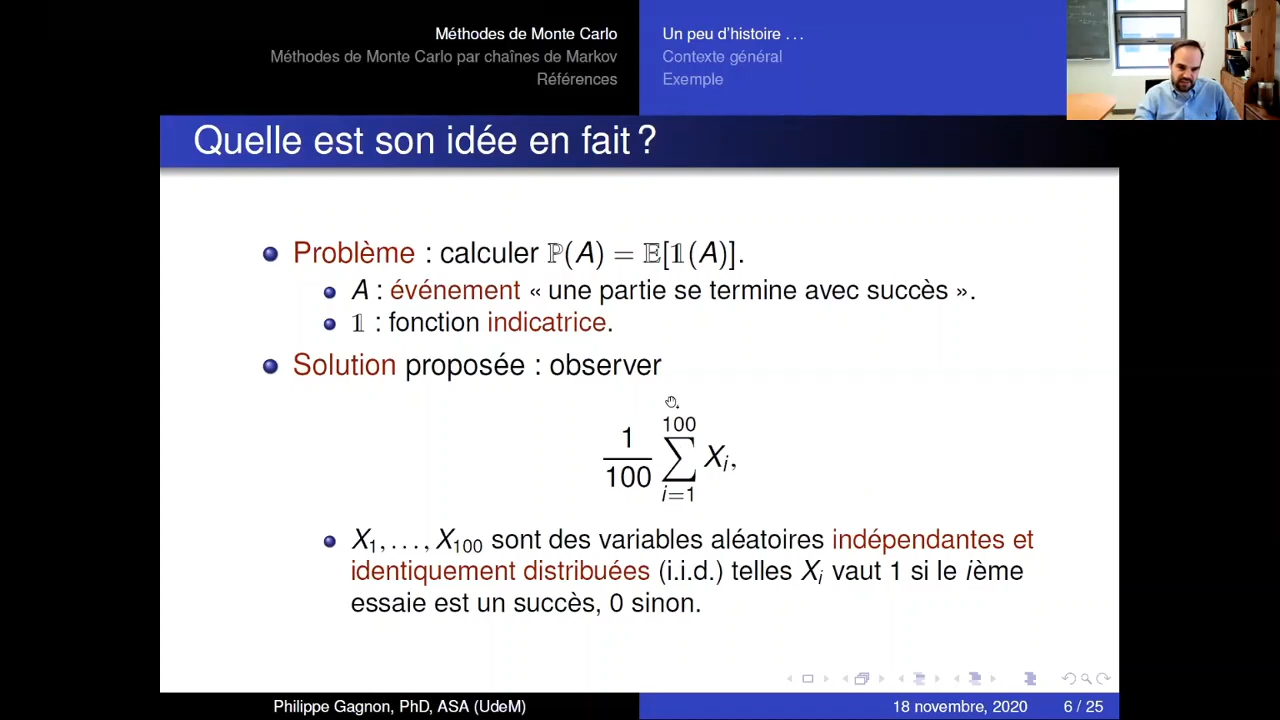 Méthodes de Monte Carlo
Méthodes de Monte Carlo par chaînes de Markov
Références
Un peu d'histoire . . .
Contexte général
Exemple
Quelle est son idée en fait ?
Problème : calculer ℙ(A) = 𝔼[𝟙(A)].
A : événement « une partie se termine avec succès ».
𝟙 : fonction indicatrice.
Solution proposée : observer
1/100 ∑_{i=1}^{100} X_i,
X_1, . . . , X_100 sont des variables aléatoires indépendantes et
identiquement distribuées (i.i.d.) telles X_i vaut 1 si le ième
essaie est un succès, 0 sinon.
Philippe Gagnon, PhD, ASA (UdeM)
18 novembre, 2020
6 / 25